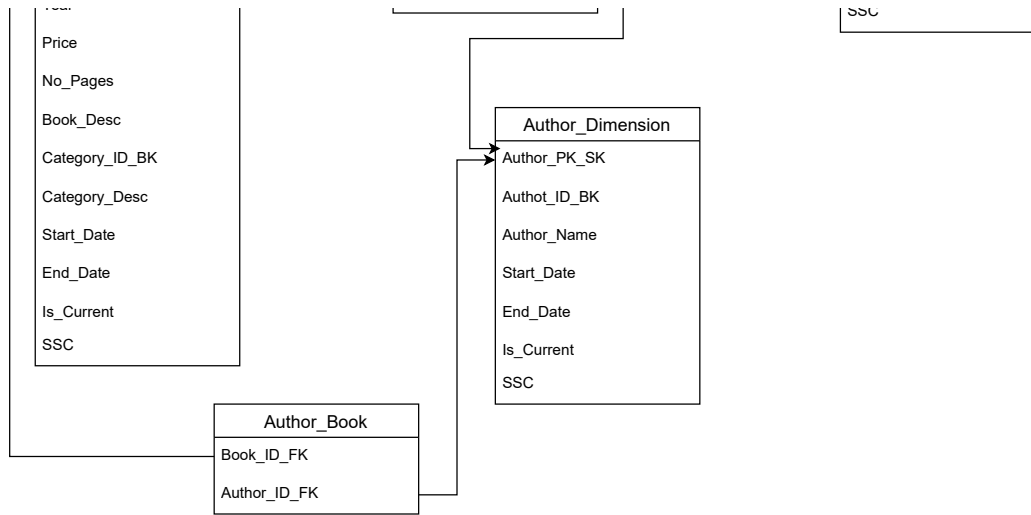 Year
Price
No_Pages
Book_Desc
Category_ID_BK
Category_Desc
Start_Date
End_Date
Is_Current
SSC
SSC
Author_Dimension
Author_PK_SK
Authot_ID_BK
Author_Name
Start_Date
End_Date
Is_Current
SSC
Author_Book
Book_ID_FK
Author_ID_FK